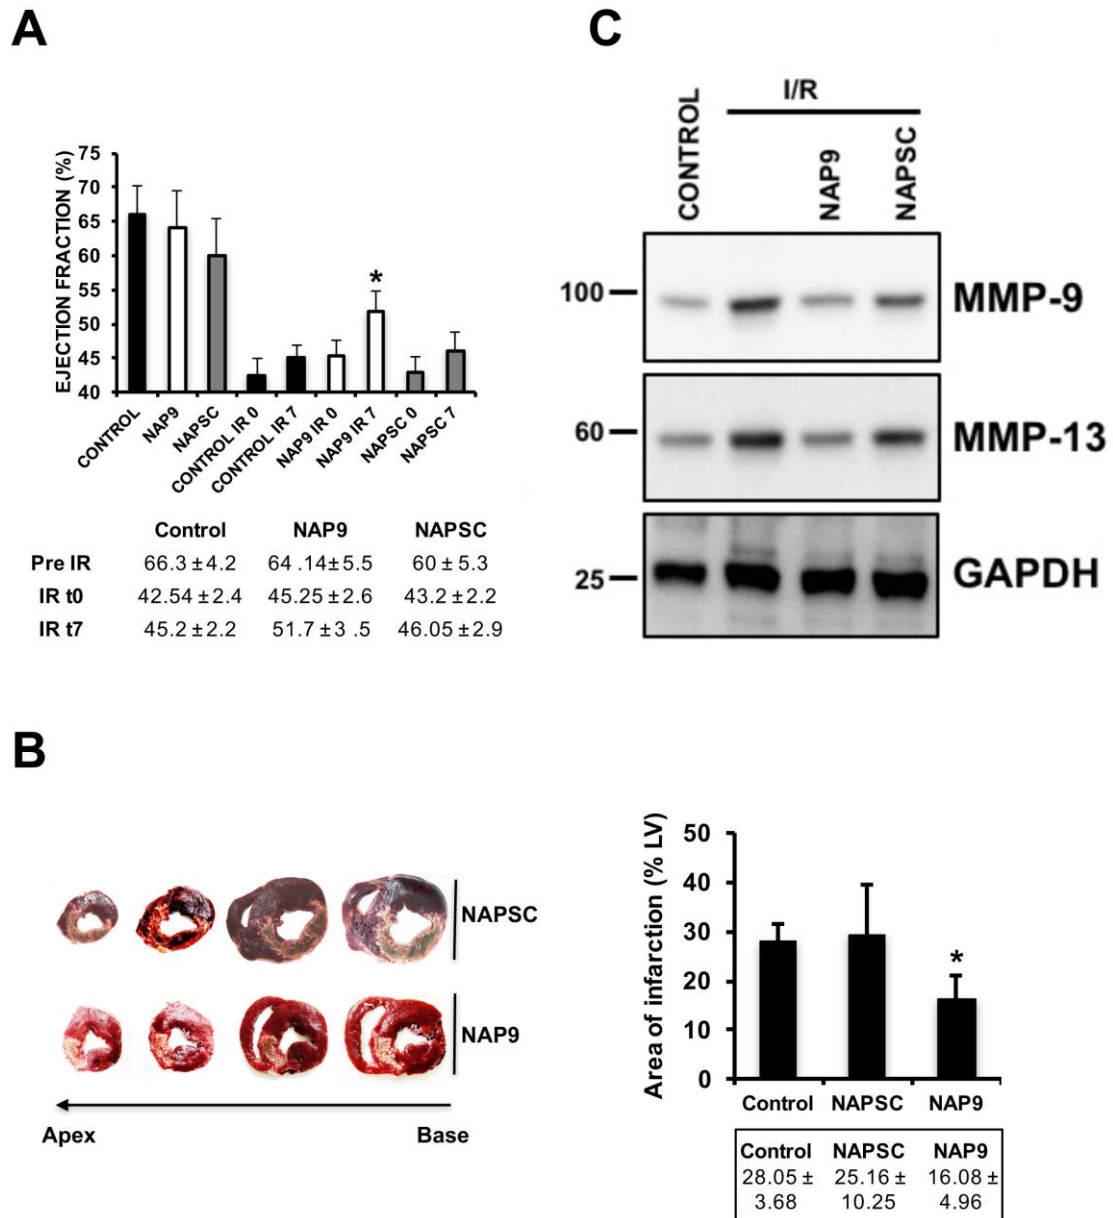 A
EJECTION FRACTION (%)
75
70
65
60
55
50
45
40
*
CONTROL
NAP9
NAPSC
CONTROL IR 0
CONTROL IR 7
NAP9 IR 0
NAP9 IR 7
NAPSC 0
NAPSC 7
Control NAP9 NAPSC
Pre IR 66.3 ±4.2 64 .14±5.5 60 ± 5.3
IR t0 42.54 ±2.4 45.25 ±2.6 43.2 ±2.2
IR t7 45.2 ±2.2 51.7 ±3 .5 46.05 ±2.9
C
I/R
CONTROL
NAP9
NAPSC
100
MMP-9
60
MMP-13
25
GAPDH
B
NAPSC
NAP9
Apex Base
Area of infarction (% LV)
50
40
30
20
10
0
*
Control NAPSC NAP9
Control NAPSC NAP9
28.05 ± 25.16 ± 16.08 ±
3.68 10.25 4.96